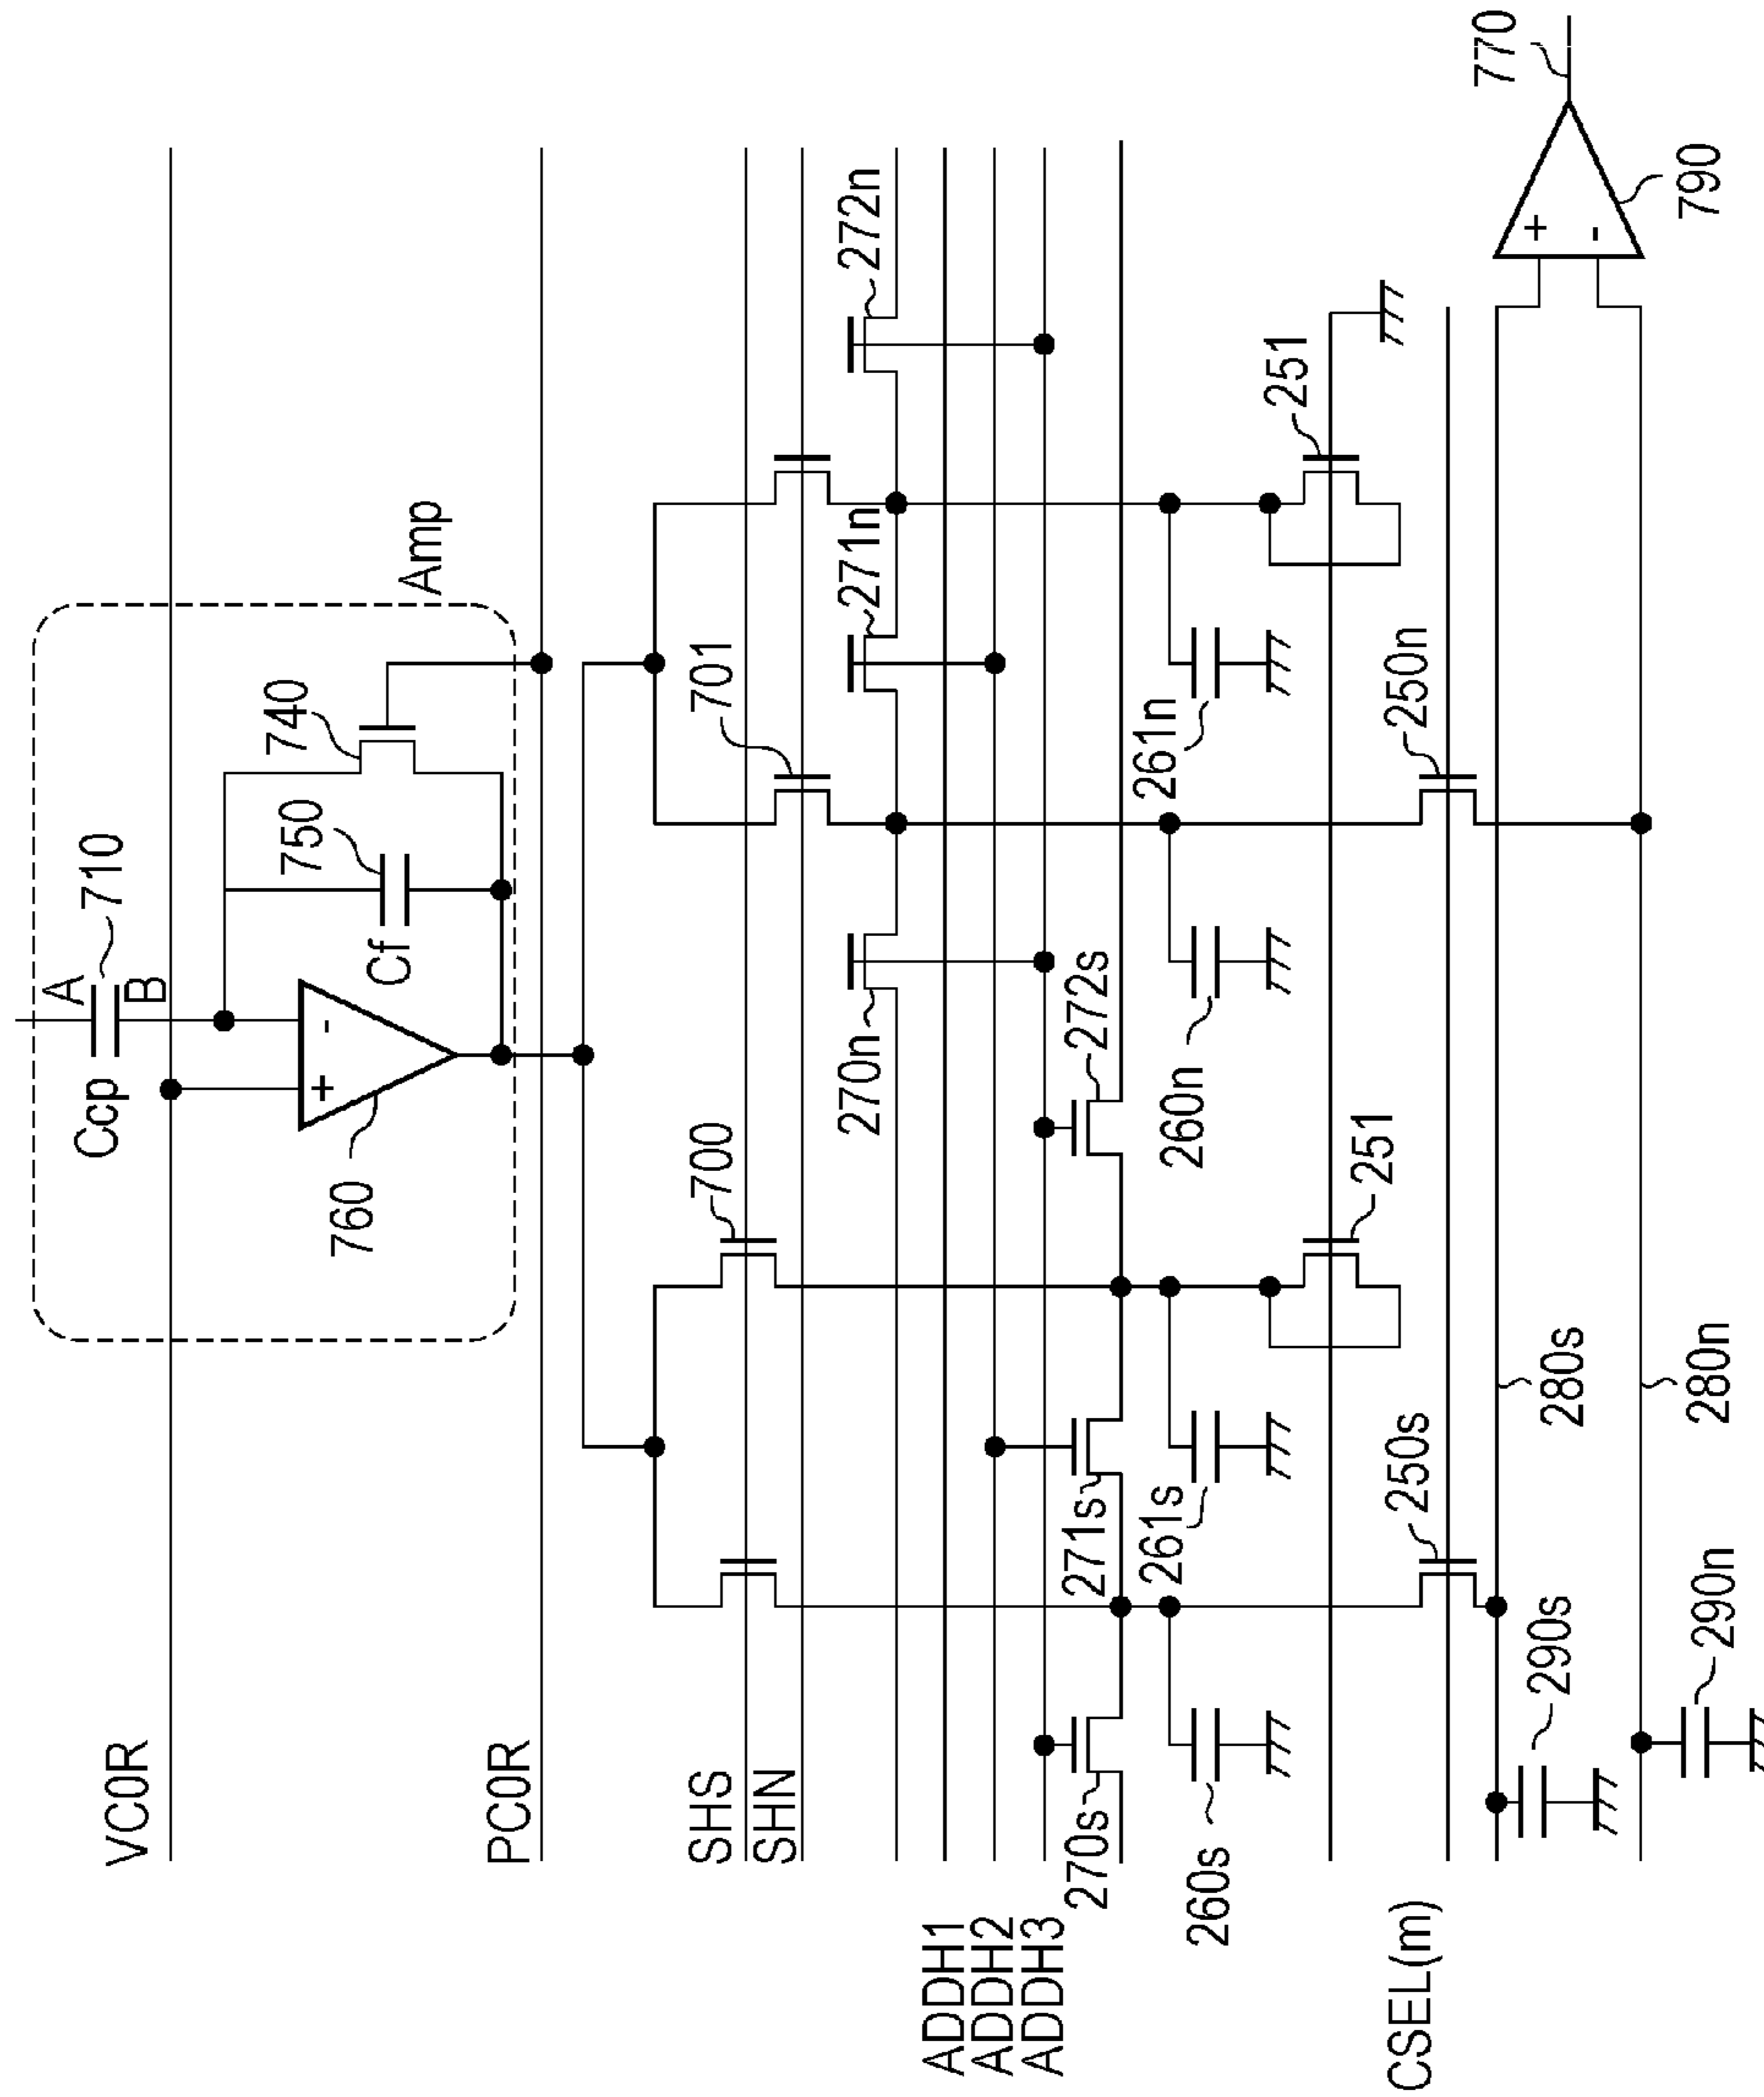 A
B
Ccp
710
VC0R
760
Cf
750
740
Amp
PC0R
SHS
SHN
700
701
270n
271n
272n
ADDH1
ADDH2
ADDH3
270s
271s
272s
260s
261s
260n
261n
251
251
CSEL(m)
250s
250n
280s
280n
290s
290n
+
-
+
-
790
770